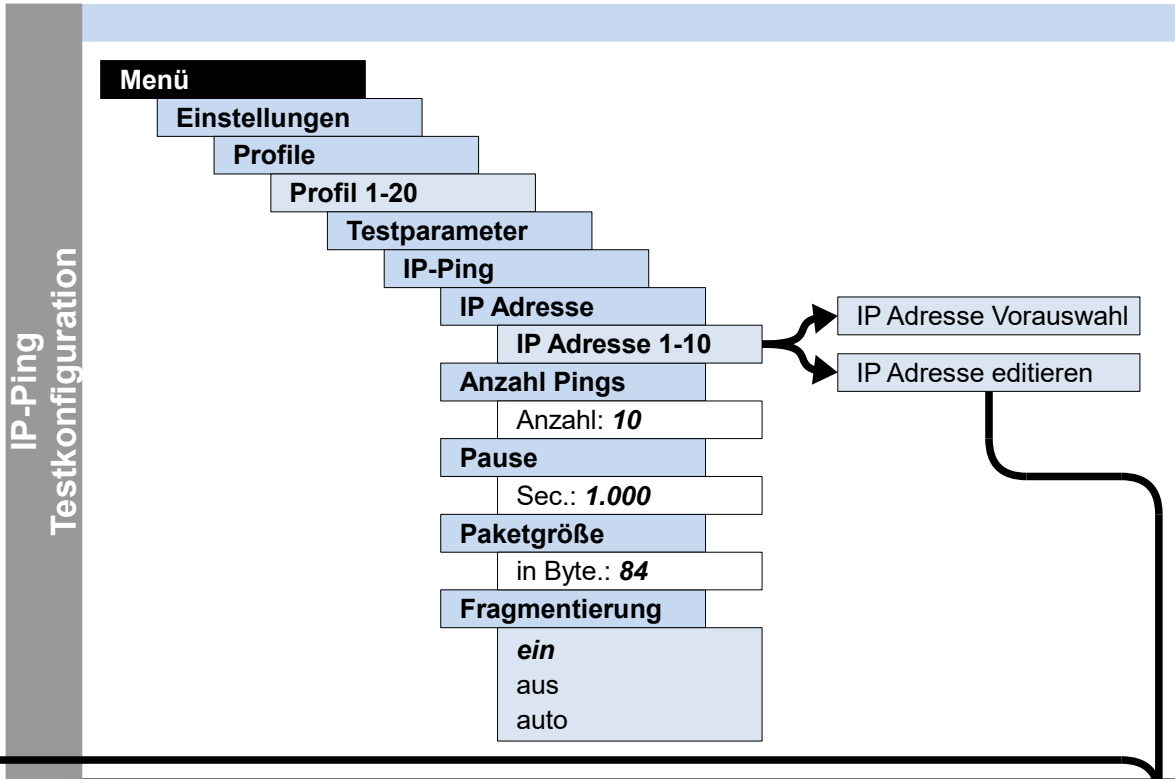 IP-Ping
Testkonfiguration
Menü
Einstellungen
Profile
Profil 1-20
Testparameter
IP-Ping
IP Adresse
IP Adresse 1-10
IP Adresse Vorauswahl
IP Adresse editieren
Anzahl Pings
Anzahl: 10
Pause
Sec.: 1.000
Paketgröße
in Byte.: 84
Fragmentierung
ein
aus
auto